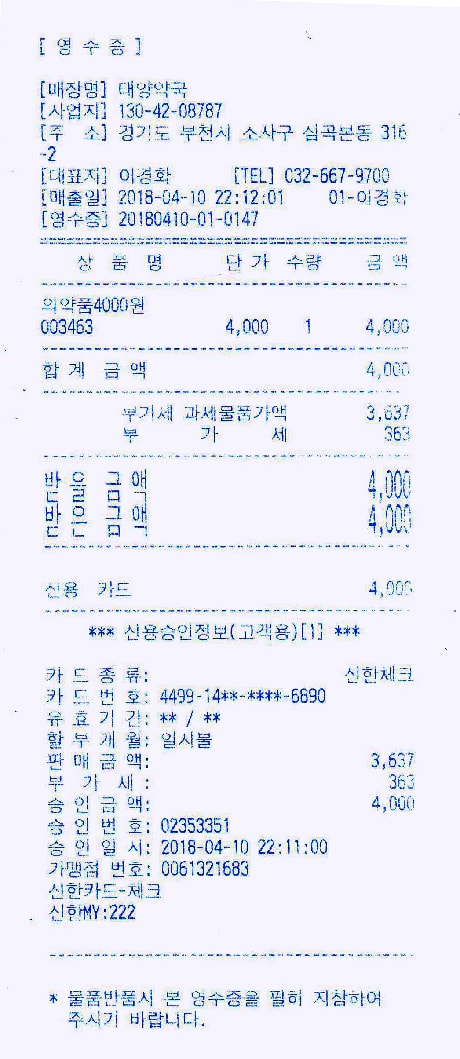 [ 영 수 증 ]
[매장명] 태양약국
[사업자] 130-42-08787
[주 소] 경기도 부천시 소사구 심곡본동 316
-2
[대표자] 이경화 [TEL] 032-667-9700
[매출일] 2018-04-10 22:12:01 01-이경화
[영수증] 20180410-01-0147
상 품 명 단 가 수량 금 액
의약품4000원
003463 4,000 1 4,000
합 계 금 액 4,000
부가세 과세물품가액 3,637
부 가 세 363
받 을 금 액 4,000
받 은 금 액 4,000
신용 카드 4,000
*** 신용승인정보(고객용)[1] ***
카 드 종 류: 신한체크
카 드 번 호: 4499-14**-****-6890
유 효 기 간: ** / **
할 부 개 월: 일시불
판 매 금 액: 3,637
부 가 세 : 363
승 인 금 액: 4,000
승 인 번 호: 02353351
승 인 일 시: 2018-04-10 22:11:00
가맹점 번호: 0061321683
신한카드-체크
신한MY:222
* 물품반품시 본 영수증을 필히 지참하여
주시기 바랍니다.